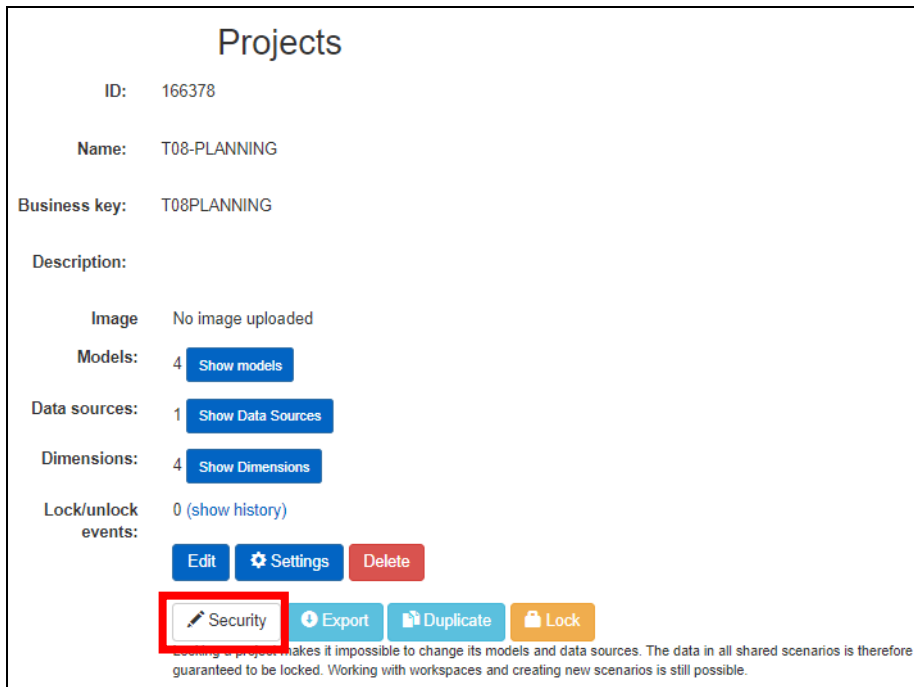 Projects
ID: 166378
Name: T08-PLANNING
Business key: T08PLANNING
Description:
Image No image uploaded
Models: 4 Show models
Data sources: 1 Show Data Sources
Dimensions: 4 Show Dimensions
Lock/unlock events: 0 (show history)
Edit Settings Delete
Security Export Duplicate Lock
Locking a project makes it impossible to change its models and data sources. The data in all shared scenarios is therefore
guaranteed to be locked. Working with workspaces and creating new scenarios is still possible.